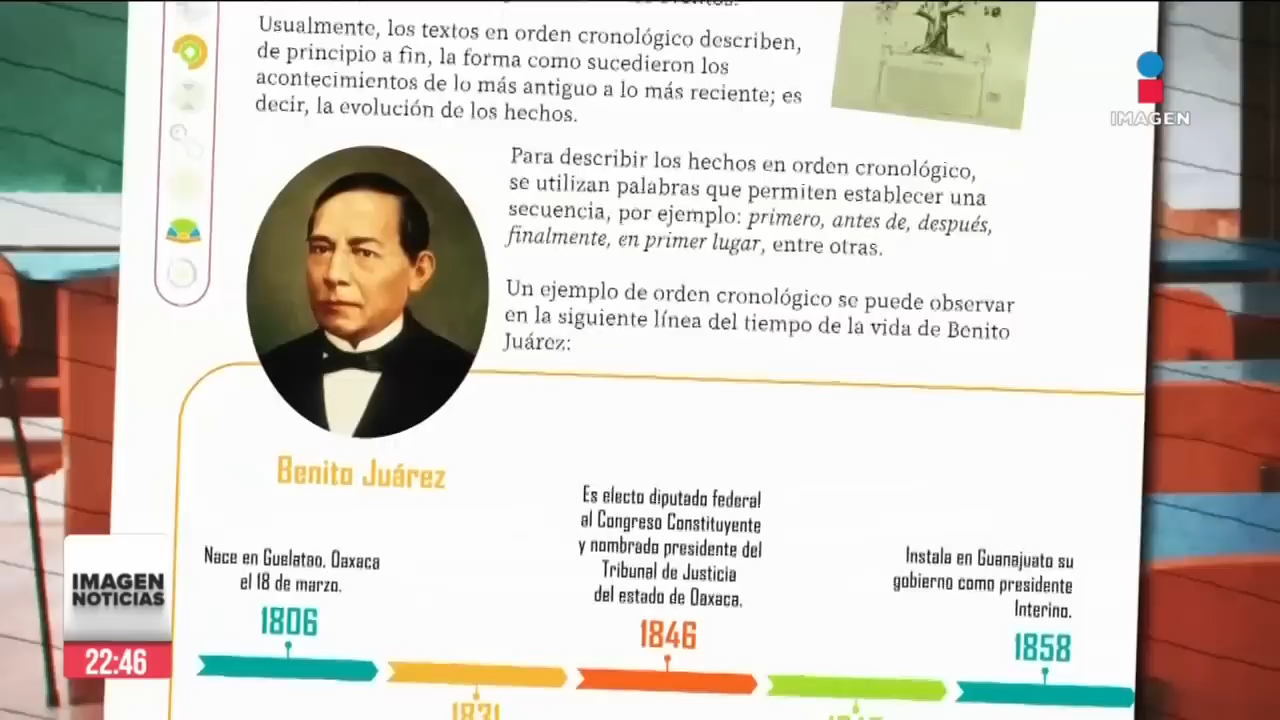 Usualmente, los textos en orden cronológico describen,
de principio a fin, la forma como sucedieron los
acontecimientos de lo más antiguo a lo más reciente; es
decir, la evolución de los hechos.
IMAGEN
Para describir los hechos en orden cronológico,
se utilizan palabras que permiten establecer una
secuencia, por ejemplo: primero, antes de, después,
finalmente, en primer lugar, entre otras.
Un ejemplo de orden cronológico se puede observar
en la siguiente línea del tiempo de la vida de Benito
Juárez:
Benito Juárez
Nace en Guelatao, Oaxaca
el 18 de marzo.
1806
Es electo diputado federal
al Congreso Constituyente
y nombrado presidente del
Tribunal de Justicia
del estado de Oaxaca.
1846
Instala en Guanajuato su
gobierno como presidente
Interino.
1858
1831
IMAGEN
NOTICIAS
22:46